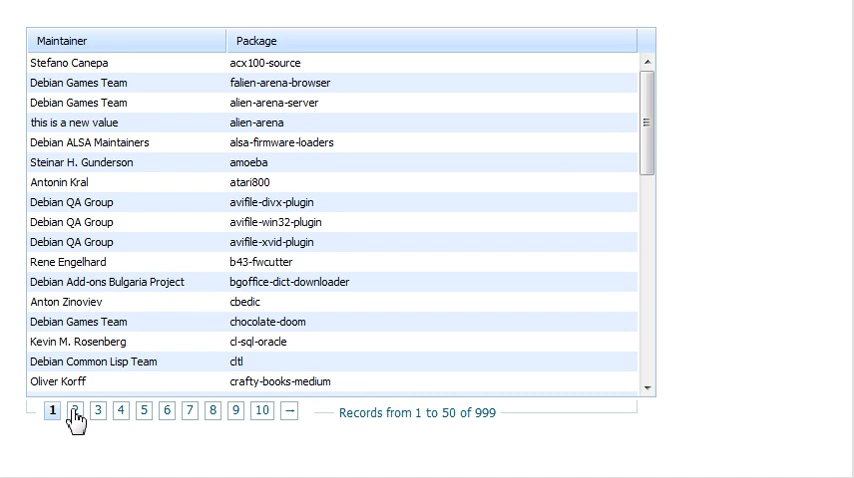 Maintainer Package
Stefano Canepa acx100-source
Debian Games Team falien-arena-browser
Debian Games Team alien-arena-server
this is a new value alien-arena
Debian ALSA Maintainers alsa-firmware-loaders
Steinar H. Gunderson amoeba
Antonin Kral atari800
Debian QA Group avifile-divx-plugin
Debian QA Group avifile-win32-plugin
Debian QA Group avifile-xvid-plugin
Rene Engelhard b43-fwcutter
Debian Add-ons Bulgaria Project bgoffice-dict-downloader
Anton Zinoviev cbedic
Debian Games Team chocolate-doom
Kevin M. Rosenberg cl-sql-oracle
Debian Common Lisp Team cltl
Oliver Korff crafty-books-medium
1 2 3 4 5 6 7 8 9 10 → Records from 1 to 50 of 999